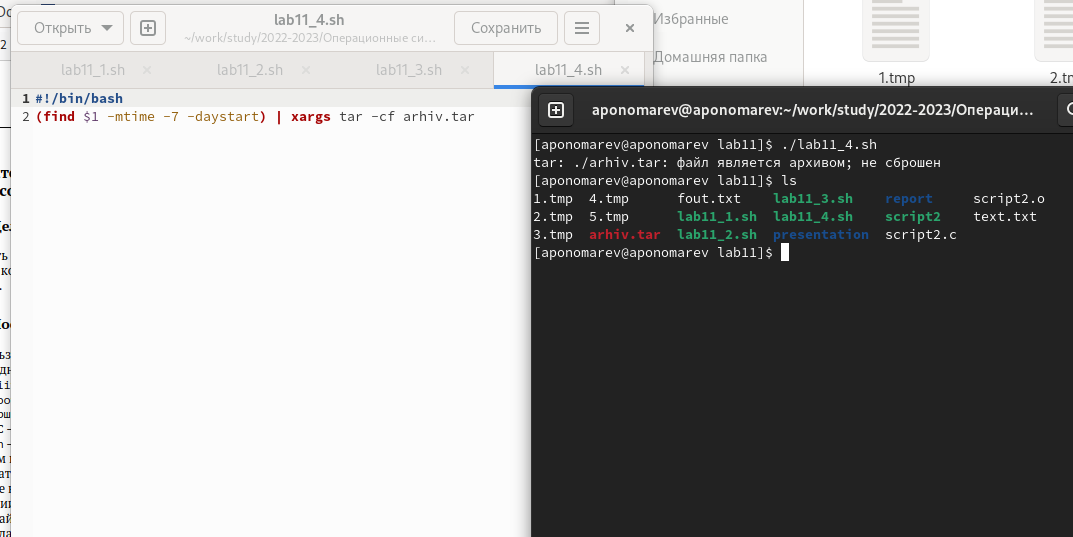 Открыть
lab11_4.sh
~/work/study/2022-2023/Операционные си…
Сохранить
lab11_1.sh
lab11_2.sh
lab11_3.sh
lab11_4.sh
1 #!/bin/bash
2 (find $1 -mtime -7 -daystart) | xargs tar -cf arhiv.tar
Избранные
Домашняя папка
1.tmp
aponomarev@aponomarev:~/work/study/2022-2023/Операци…
[aponomarev@aponomarev lab11]$ ./lab11_4.sh
tar: ./arhiv.tar: файл является архивом; не сброшен
[aponomarev@aponomarev lab11]$ ls
1.tmp 4.tmp fout.txt lab11_3.sh report script2.o
2.tmp 5.tmp lab11_1.sh lab11_4.sh script2 text.txt
3.tmp arhiv.tar lab11_2.sh presentation script2.c
[aponomarev@aponomarev lab11]$